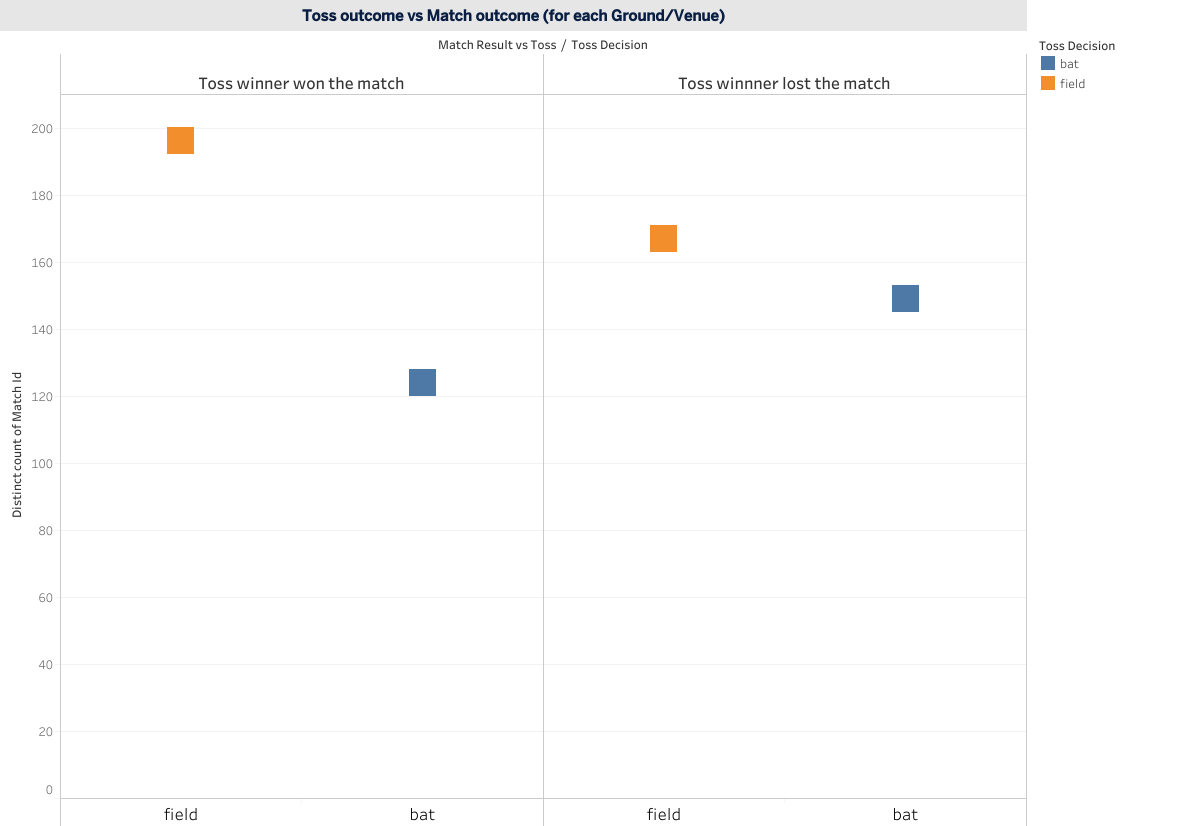 Toss outcome vs Match outcome (for each Ground/Venue)
Match Result vs Toss / Toss Decision
Toss Decision
bat
field
Toss winner won the match
Toss winnner lost the match
200
180
160
140
120
100
80
60
40
20
0
Distinct count of Match Id
field
bat
field
bat